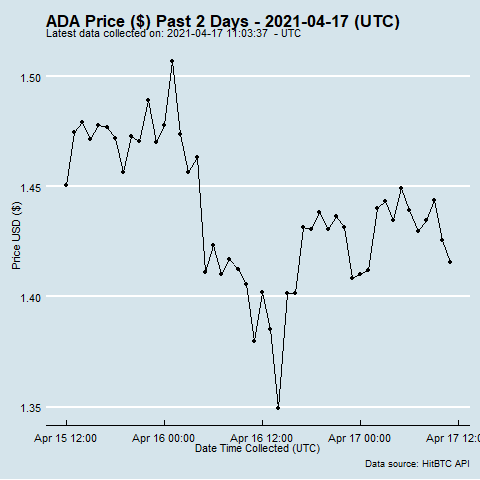 ADA Price ($) Past 2 Days - 2021-04-17 (UTC)
Latest data collected on: 2021-04-17 11:03:37 - UTC
1.50
1.45
1.40
1.35
Price USD ($)
Apr 15 12:00 Apr 16 00:00 Apr 16 12:00 Apr 17 00:00 Apr 17 12:0
Date Time Collected (UTC)
Data source: HitBTC API